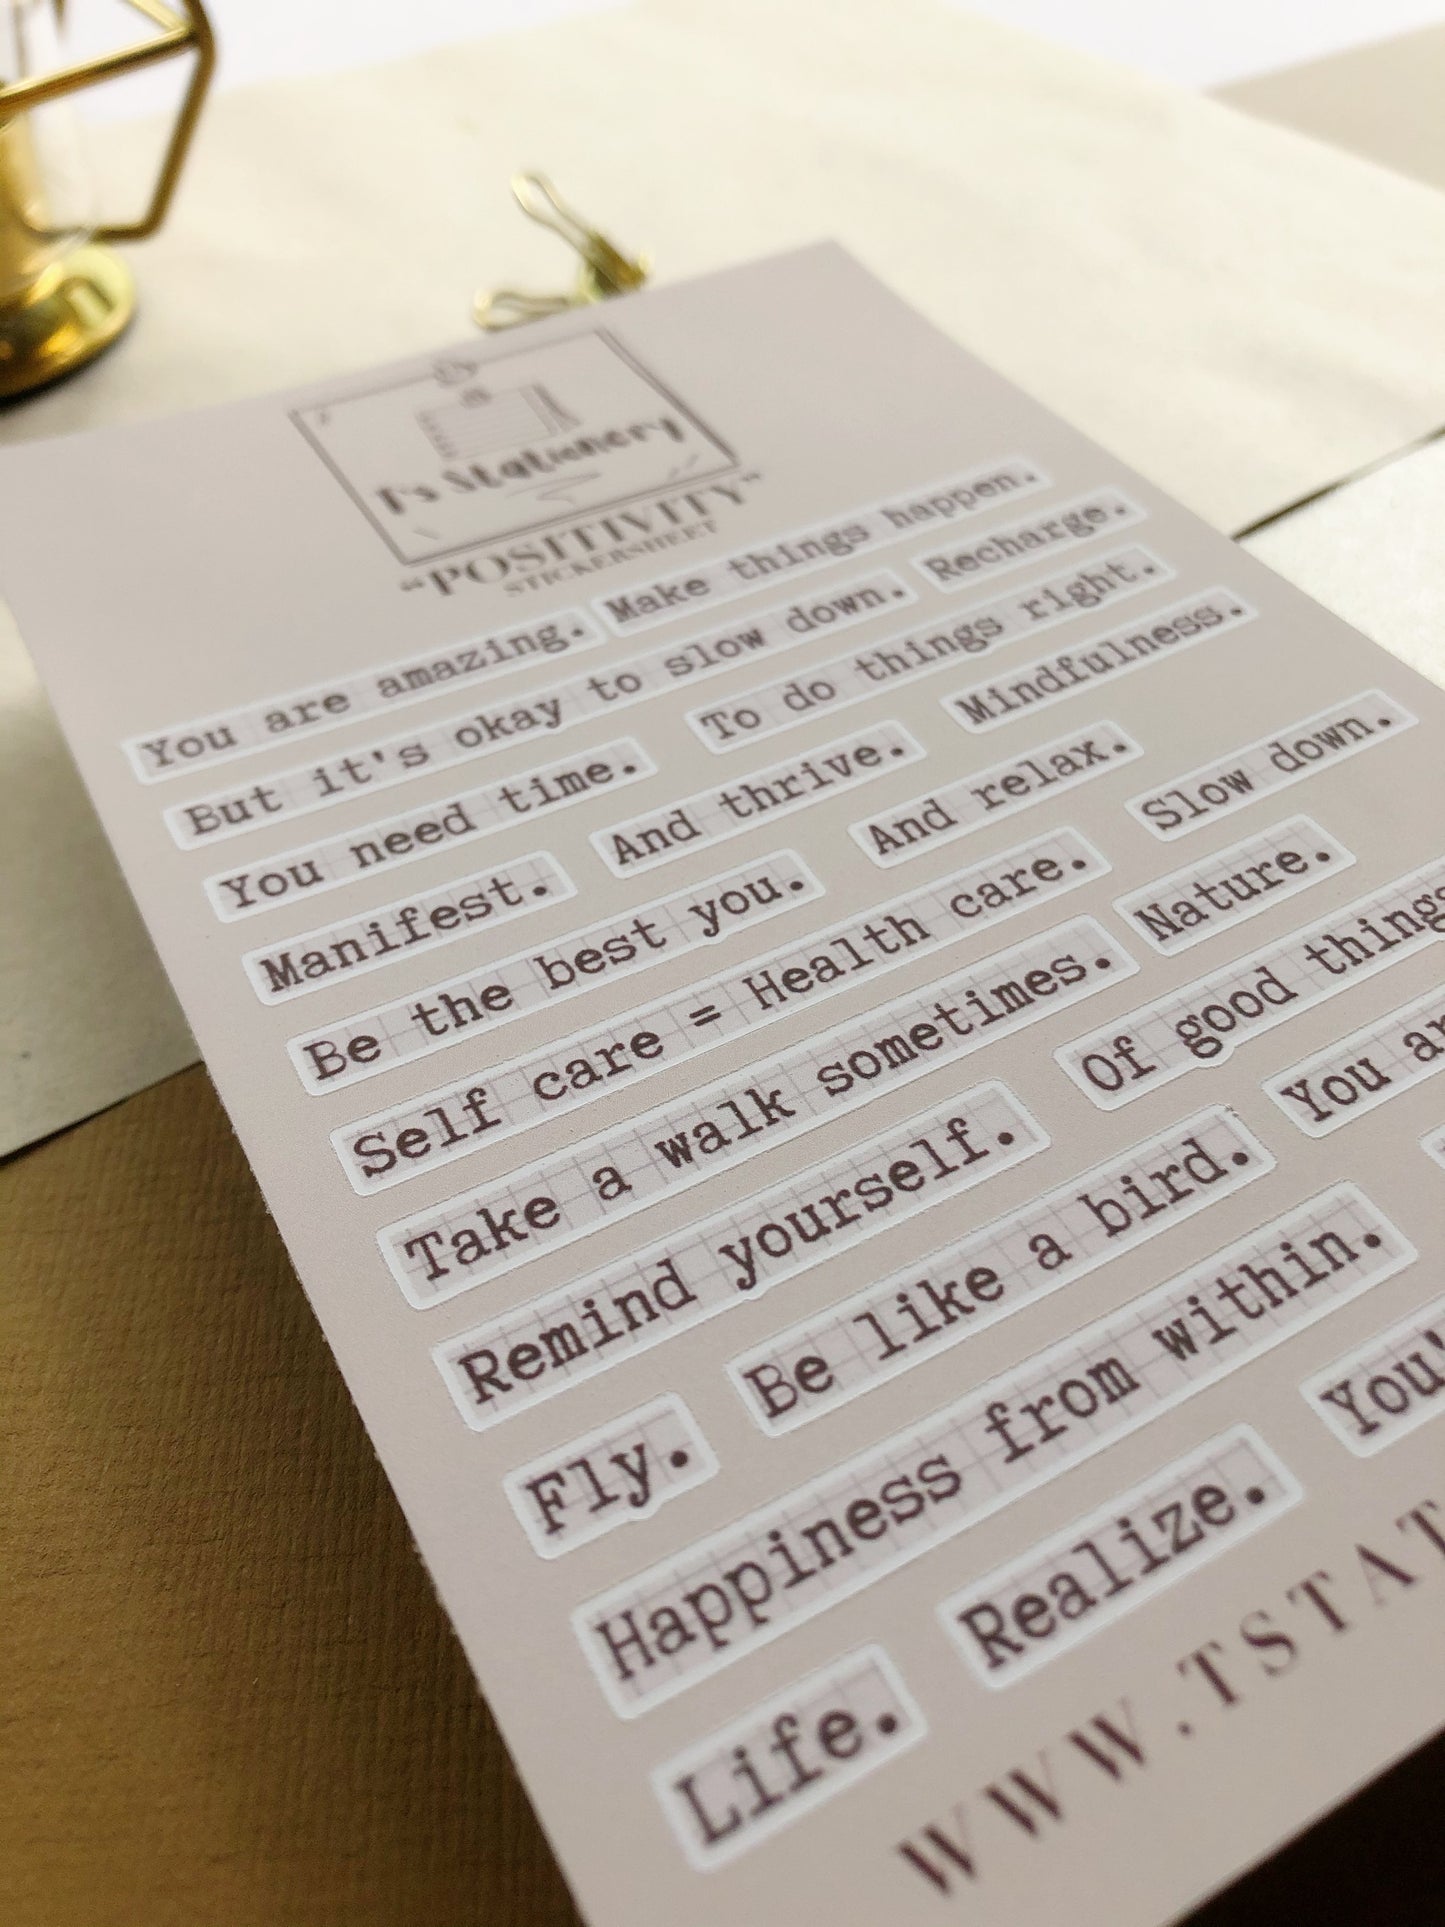 T's Stationery
"POSITIVITY"
STICKERSHEET
You are amazing. Make things happen.
But it's okay to slow down. Recharge.
You need time. To do things right.
Manifest. And thrive. Mindfulness.
Be the best you. And relax.
Self care = Health care. Slow down.
Take a walk sometimes. Nature.
Remind yourself. Of good things
Fly. Be like a bird. You
Happiness from within.
Life. Realize. You'
WWW.TSTAT